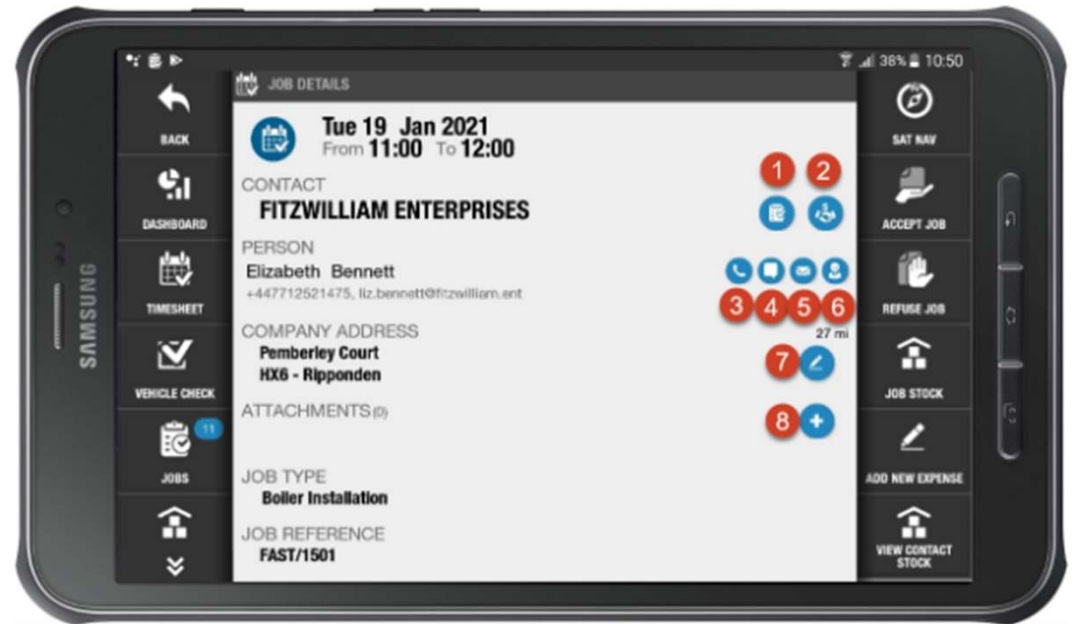 38% 10:50
BACK
DASHBOARD
TIMESHEET
VEHICLE CHECK
JOBS
11
JOB DETAILS
Tue 19 Jan 2021
From 11:00 To 12:00
CONTACT
FITZWILLIAM ENTERPRISES
1 2
PERSON
Elizabeth Bennett
+447712521475, liz.bennett@fitzwilliam.ent
3 4 5 6
27 mi
COMPANY ADDRESS
Pemberley Court
HX6 - Ripponden
7
ATTACHMENTS(0)
8
JOB TYPE
Boiler Installation
JOB REFERENCE
FAST/1501
SAT NAV
ACCEPT JOB
REFUSE JOB
JOB STOCK
ADD NEW EXPENSE
VIEW CONTACT
STOCK
SAMSUNG